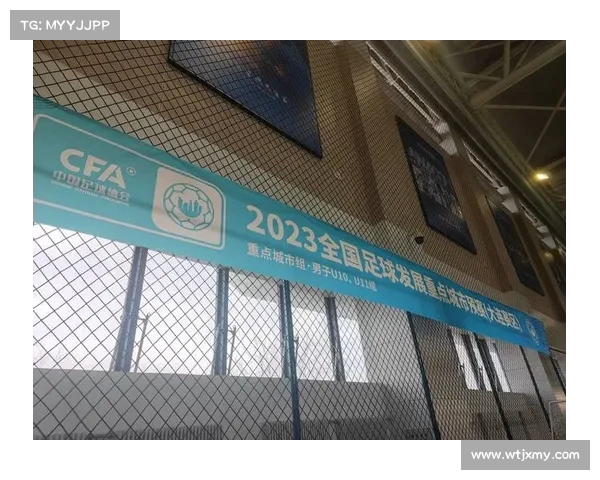 TG: MYYJJPP
CFA
中国足球协会
2023全国足球发展重点城市预赛(大连赛区)
重点城市组·男子U10、U11组
www.wtjxmy.com